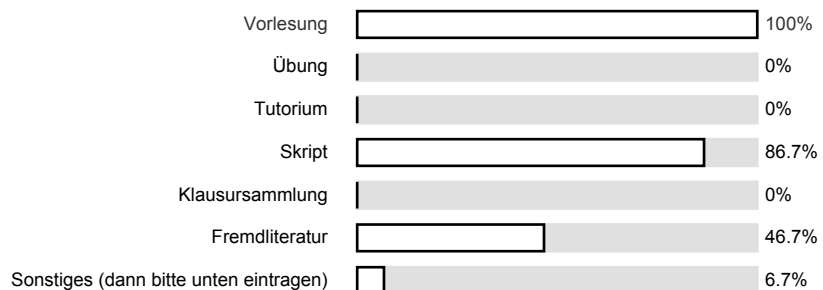 Vorlesung 100%
Übung 0%
Tutorium 0%
Skript 86.7%
Klausursammlung 0%
Fremdliteratur 46.7%
Sonstiges (dann bitte unten eintragen) 6.7%